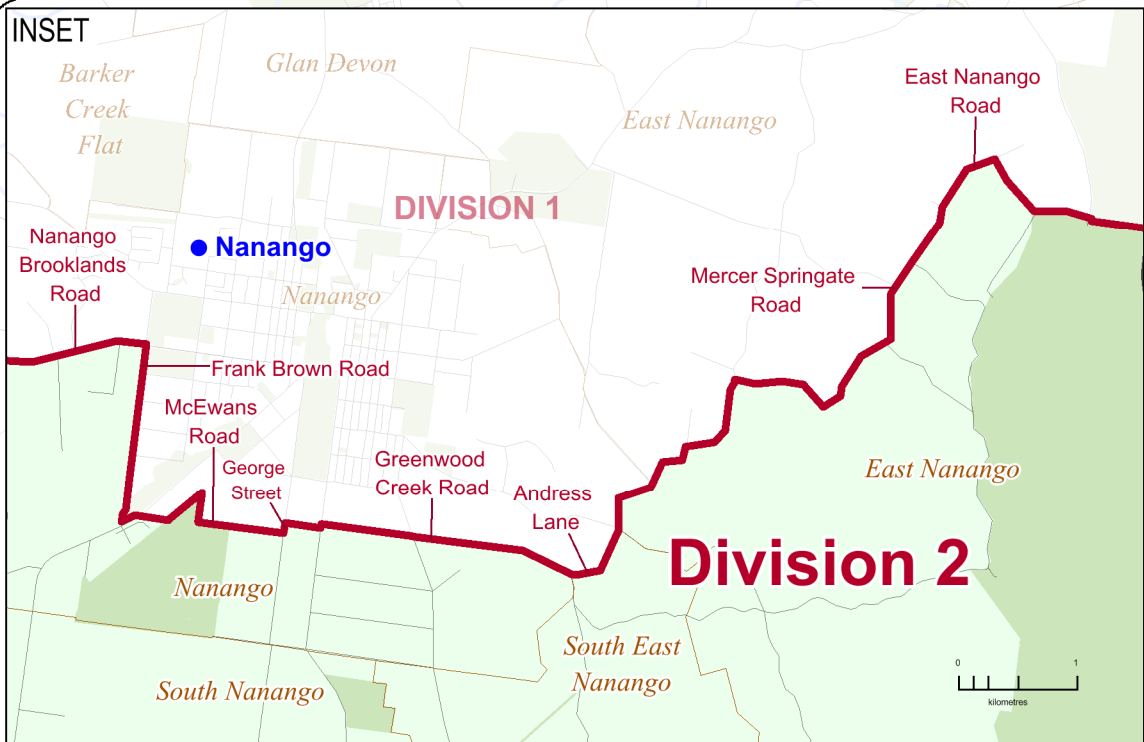 INSET
Barker
Creek
Flat
Glan Devon
East Nanango
East Nanango
Road
DIVISION 1
Nanango
Brooklands
Road
Nanango
Nanango
Mercer Springate
Road
Frank Brown Road
McEwans
Road
George
Street
Greenwood
Creek Road
Andress
Lane
East Nanango
Division 2
Nanango
South East
Nanango
South Nanango
0 1
kilometres